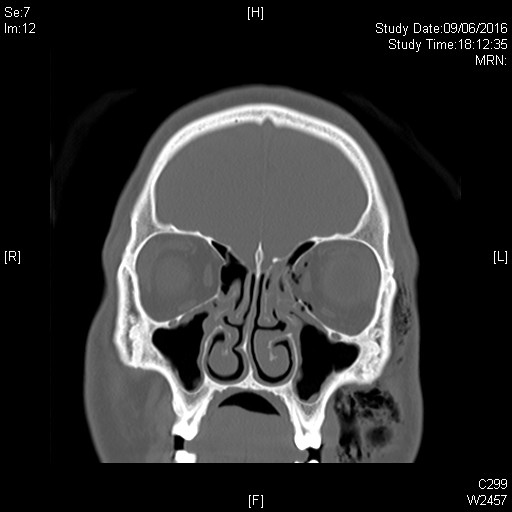 Se:7
Im:12
[H]
Study Date:09/06/2016
Study Time:18:12:35
MRN:
[R]
[L]
[F]
C299
W2457